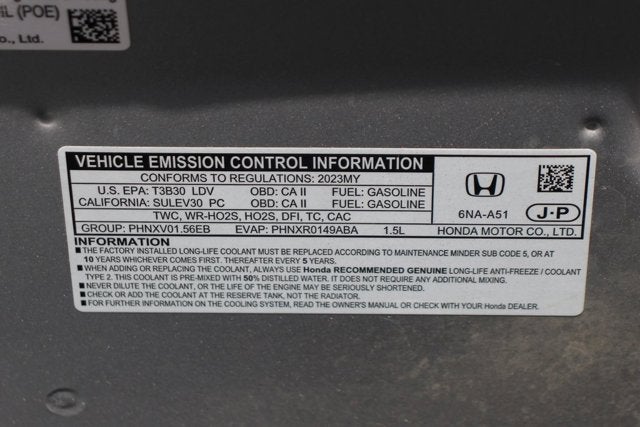 IL (POE)
o., Ltd.
VEHICLE EMISSION CONTROL INFORMATION
CONFORMS TO REGULATIONS: 2023MY
U.S. EPA: T3B30 LDV OBD: CA II FUEL: GASOLINE
CALIFORNIA: SULEV30 PC OBD: CA II FUEL: GASOLINE
TWC, WR-HO2S, HO2S, DFI, TC, CAC
GROUP: PHNXV01.56EB EVAP: PHNXR0149ABA 1.5L
6NA-A51
J-P
HONDA MOTOR CO., LTD.
INFORMATION
■THE FACTORY INSTALLED LONG-LIFE COOLANT MUST BE REPLACED ACCORDING TO MAINTENANCE MINDER SUB CODE 5, OR AT
10 YEARS WHICHEVER COMES FIRST. THEREAFTER EVERY 5 YEARS.
■WHEN ADDING OR REPLACING THE COOLANT, ALWAYS USE Honda RECOMMENDED GENUINE LONG-LIFE ANTI-FREEZE / COOLANT
TYPE 2. THIS COOLANT IS PRE-MIXED WITH 50% DISTILLED WATER. IT DOES NOT REQUIRE ANY ADDITIONAL MIXING.
■NEVER DILUTE THE COOLANT, OR THE LIFE OF THE ENGINE MAY BE SERIOUSLY SHORTENED.
■CHECK OR ADD THE COOLANT AT THE RESERVE TANK, NOT THE RADIATOR.
■FOR FURTHER INFORMATION ON THE COOLING SYSTEM, READ THE OWNER'S MANUAL OR CHECK WITH YOUR Honda DEALER.